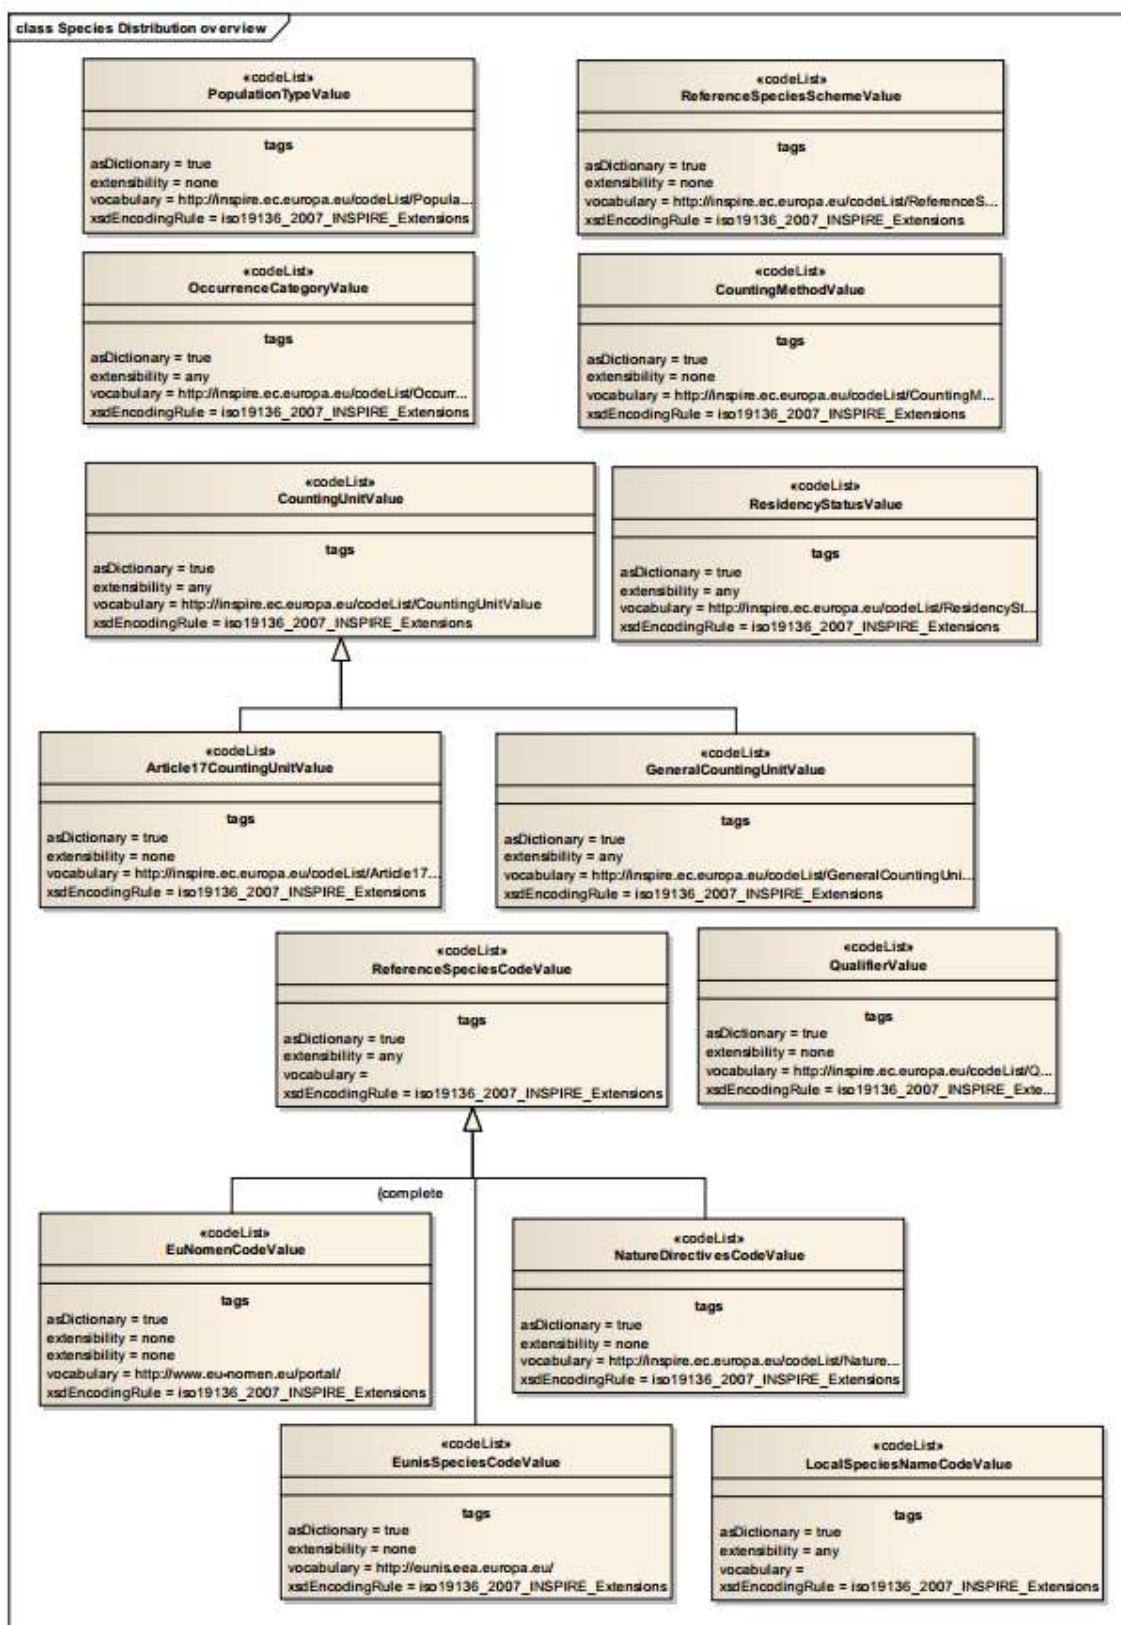 class Species Distribution overview
«codeList»
PopulationTypeValue
tags
asDictionary = true
extensibility = none
vocabulary = http://inspire.ec.europa.eu/codeList/Popula...
xsdEncodingRule = iso19136_2007_INSPIRE_Extensions
«codeList»
ReferenceSpeciesSchemeValue
tags
asDictionary = true
extensibility = none
vocabulary = http://inspire.ec.europa.eu/codeList/ReferenceS...
xsdEncodingRule = iso19136_2007_INSPIRE_Extensions
«codeList»
OccurrenceCategoryValue
tags
asDictionary = true
extensibility = any
vocabulary = http://inspire.ec.europa.eu/codeList/Occurr...
xsdEncodingRule = iso19136_2007_INSPIRE_Extensions
«codeList»
CountingMethodValue
tags
asDictionary = true
extensibility = none
vocabulary = http://inspire.ec.europa.eu/codeList/CountingM...
xsdEncodingRule = iso19136_2007_INSPIRE_Extensions
«codeList»
CountingUnitValue
tags
asDictionary = true
extensibility = any
vocabulary = http://inspire.ec.europa.eu/codeList/CountingUnitValue
xsdEncodingRule = iso19136_2007_INSPIRE_Extensions
«codeList»
ResidencyStatusValue
tags
asDictionary = true
extensibility = any
vocabulary = http://inspire.ec.europa.eu/codeList/ResidencySt...
xsdEncodingRule = iso19136_2007_INSPIRE_Extensions
«codeList»
Article17CountingUnitValue
tags
asDictionary = true
extensibility = none
vocabulary = http://inspire.ec.europa.eu/codeList/Article17...
xsdEncodingRule = iso19136_2007_INSPIRE_Extensions
«codeList»
GeneralCountingUnitValue
tags
asDictionary = true
extensibility = any
vocabulary = http://inspire.ec.europa.eu/codeList/GeneralCountingUni...
xsdEncodingRule = iso19136_2007_INSPIRE_Extensions
«codeList»
ReferenceSpeciesCodeValue
tags
asDictionary = true
extensibility = any
vocabulary =
xsdEncodingRule = iso19136_2007_INSPIRE_Extensions
«codeList»
QualifierValue
tags
asDictionary = true
extensibility = none
vocabulary = http://inspire.ec.europa.eu/codeList/Q...
xsdEncodingRule = iso19136_2007_INSPIRE_Exte...
{complete
«codeList»
EuNomenCodeValue
tags
asDictionary = true
extensibility = none
extensibility = none
vocabulary = http://www.eu-nomen.eu/portal/
xsdEncodingRule = iso19136_2007_INSPIRE_Extensions
«codeList»
NatureDirectivesCodeValue
tags
asDictionary = true
extensibility = none
vocabulary = http://inspire.ec.europa.eu/codeList/Nature...
xsdEncodingRule = iso19136_2007_INSPIRE_Extensions
«codeList»
EunisSpeciesCodeValue
tags
asDictionary = true
extensibility = none
vocabulary = http://eunis.eea.europa.eu/
xsdEncodingRule = iso19136_2007_INSPIRE_Extensions
«codeList»
LocalSpeciesNameCodeValue
tags
asDictionary = true
extensibility = any
vocabulary =
xsdEncodingRule = iso19136_2007_INSPIRE_Extensions